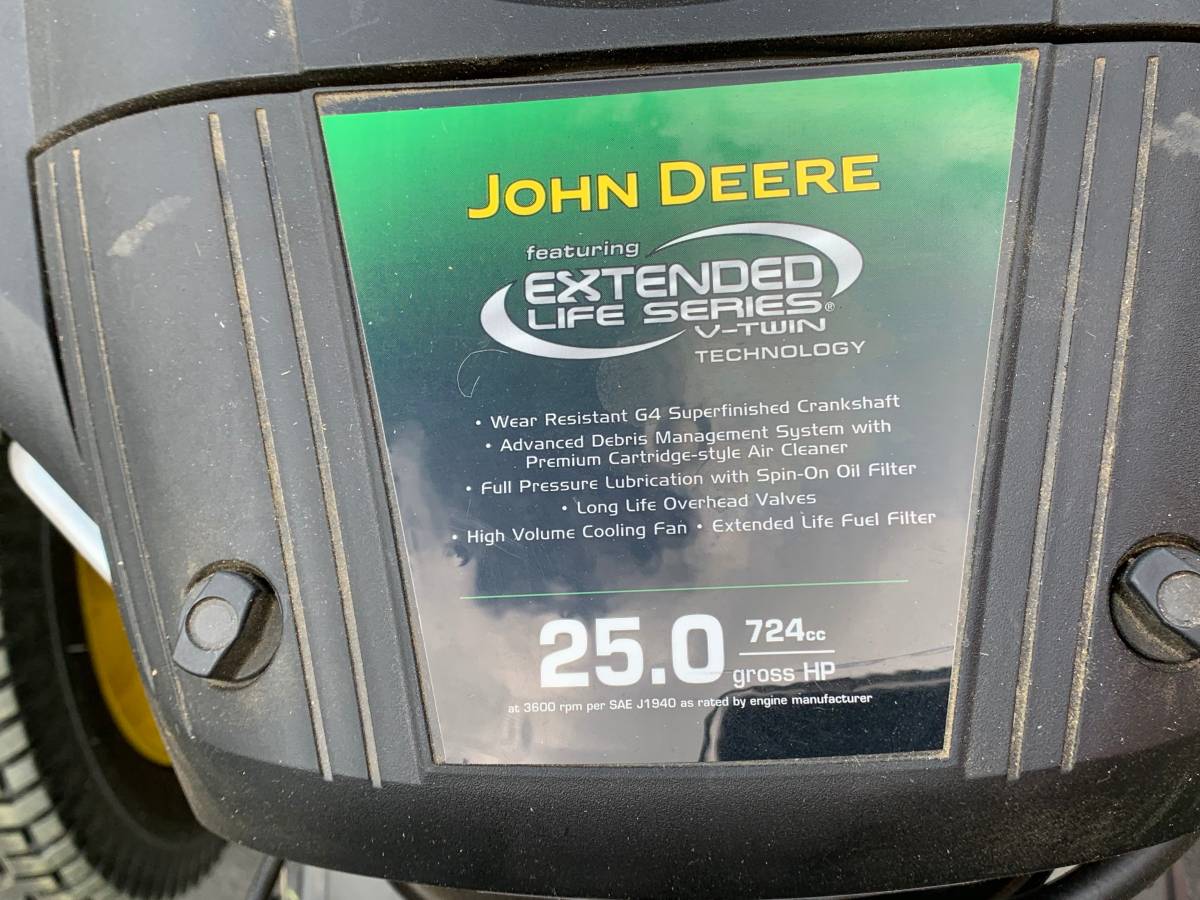 JOHN DEERE
featuring
EXTENDED
LIFE SERIES®
V-TWIN
TECHNOLOGY
• Wear Resistant G4 Superfinished Crankshaft
• Advanced Debris Management System with
Premium Cartridge-style Air Cleaner
• Full Pressure Lubrication with Spin-On Oil Filter
• Long Life Overhead Valves
• High Volume Cooling Fan • Extended Life Fuel Filter
25.0 724cc
gross HP
at 3600 rpm per SAE J1940 as rated by engine manufacturer